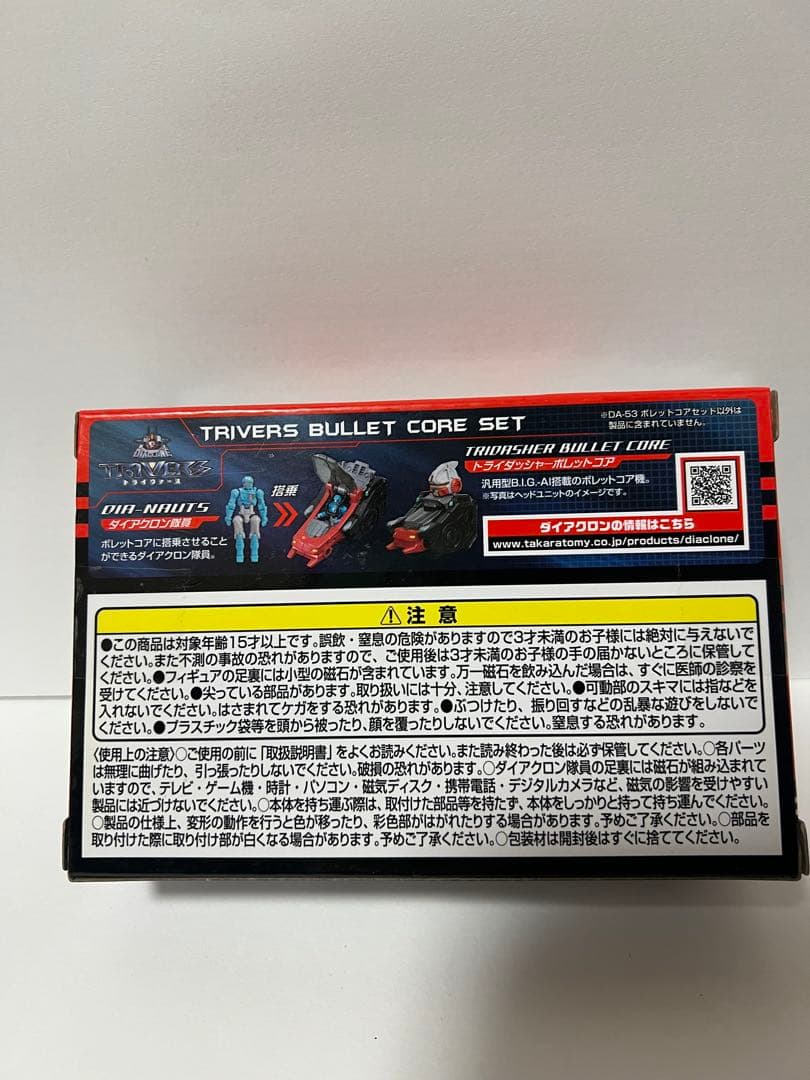 TRIVERS BULLET CORE SET
※DA-53 ボレットコアセット以外は
製品に含まれていません。
DIACLONE
TRIVERS
トライヴァース
DIA-NAUTS
ダイアクロン隊員
ボレットコアに搭乗させること
ができるダイアクロン隊員。
搭乗
TRIDASHER BULLET CORE
トライダッシャーボレットコア
汎用型B.I.G.-AI搭載のボレットコア機。
※写真はヘッドユニットのイメージです。
ダイアクロンの情報はこちら
www.takaratomy.co.jp/products/diaclone/
注意
●この商品は対象年齢15才以上です。誤飲・窒息の危険がありますので3才未満のお子様には絶対に与えないで
ください。また不測の事故の恐れがありますので、ご使用後は3才未満のお子様の手の届かないところに保管して
ください。●フィギュアの足裏には小型の磁石が含まれています。万一磁石を飲み込んだ場合は、すぐに医師の診察を
受けてください。●尖っている部品があります。取り扱いには十分、注意してください。●可動部のスキマには指などを
入れないでください。はさまれてケガをする恐れがあります。●ぶつけたり、振り回すなどの乱暴な遊びをしないで
ください。●プラスチック袋等を頭から被ったり、顔を覆ったりしないでください。窒息する恐れがあります。
〈使用上の注意〉○ご使用の前に「取扱説明書」をよくお読みください。また読み終わった後は必ず保管してください。○各パーツ
は無理に曲げたり、引っ張ったりしないでください。破損の恐れがあります。○ダイアクロン隊員の足裏には磁石が組み込まれて
いますので、テレビ・ゲーム機・時計・パソコン・磁気ディスク・携帯電話・デジタルカメラなど、磁気の影響を受けやすい
製品には近づけないでください。○本体を持ち運ぶ際は、取付けた部品等を持たず、本体をしっかりと持って持ち運んでください。
○製品の仕様上、変形の動作を行うと色が移ったり、彩色部がはがれたりする場合があります。予めご了承ください。○部品を
取り付けた際に取り付け部が白くなる場合があります。予めご了承ください。○包装材は開封後はすぐに捨ててください。